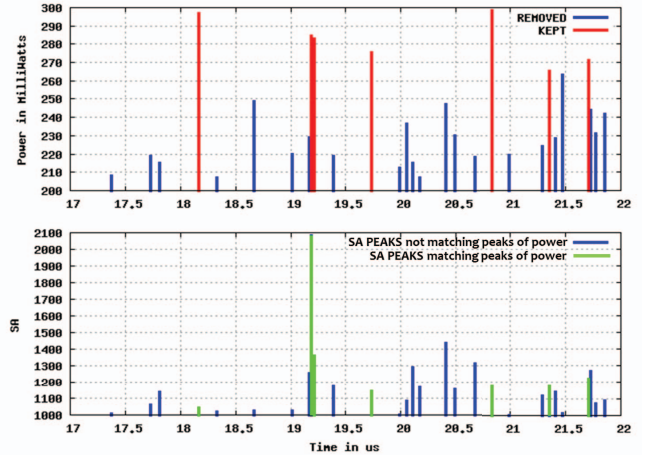 300
290
280
270
260
250
240
230
220
210
200
Power in MilliWatts
REMOVED
KEPT
17 17.5 18 18.5 19 19.5 20 20.5 21 21.5 22
2100
2000
1900
1800
1700
1600
1500
1400
1300
1200
1100
1000
SA
SA PEAKS not matching peaks of power
SA PEAKS matching peaks of power
17 17.5 18 18.5 19 19.5 20 20.5 21 21.5 22
Time in us